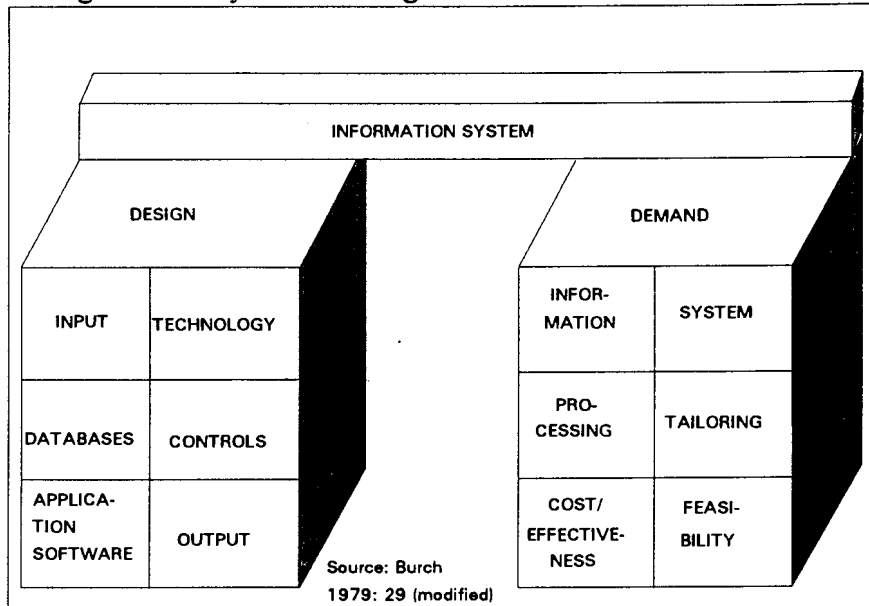 INFORMATION SYSTEM
DESIGN
INPUT
TECHNOLOGY
DATABASES
CONTROLS
APPLICA-
TION
SOFTWARE
OUTPUT
DEMAND
INFOR-
MATION
SYSTEM
PRO-
CESSING
TAILORING
COST/
EFFECTIVE-
NESS
FEASI-
BILITY
Source: Burch
1979: 29 (modified)